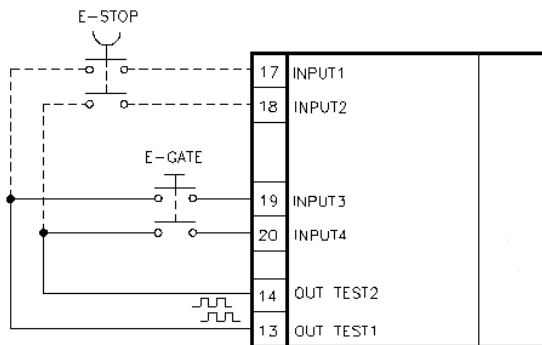 E-STOP
17 INPUT1
18 INPUT2
E-GATE
19 INPUT3
20 INPUT4
14 OUT TEST2
13 OUT TEST1